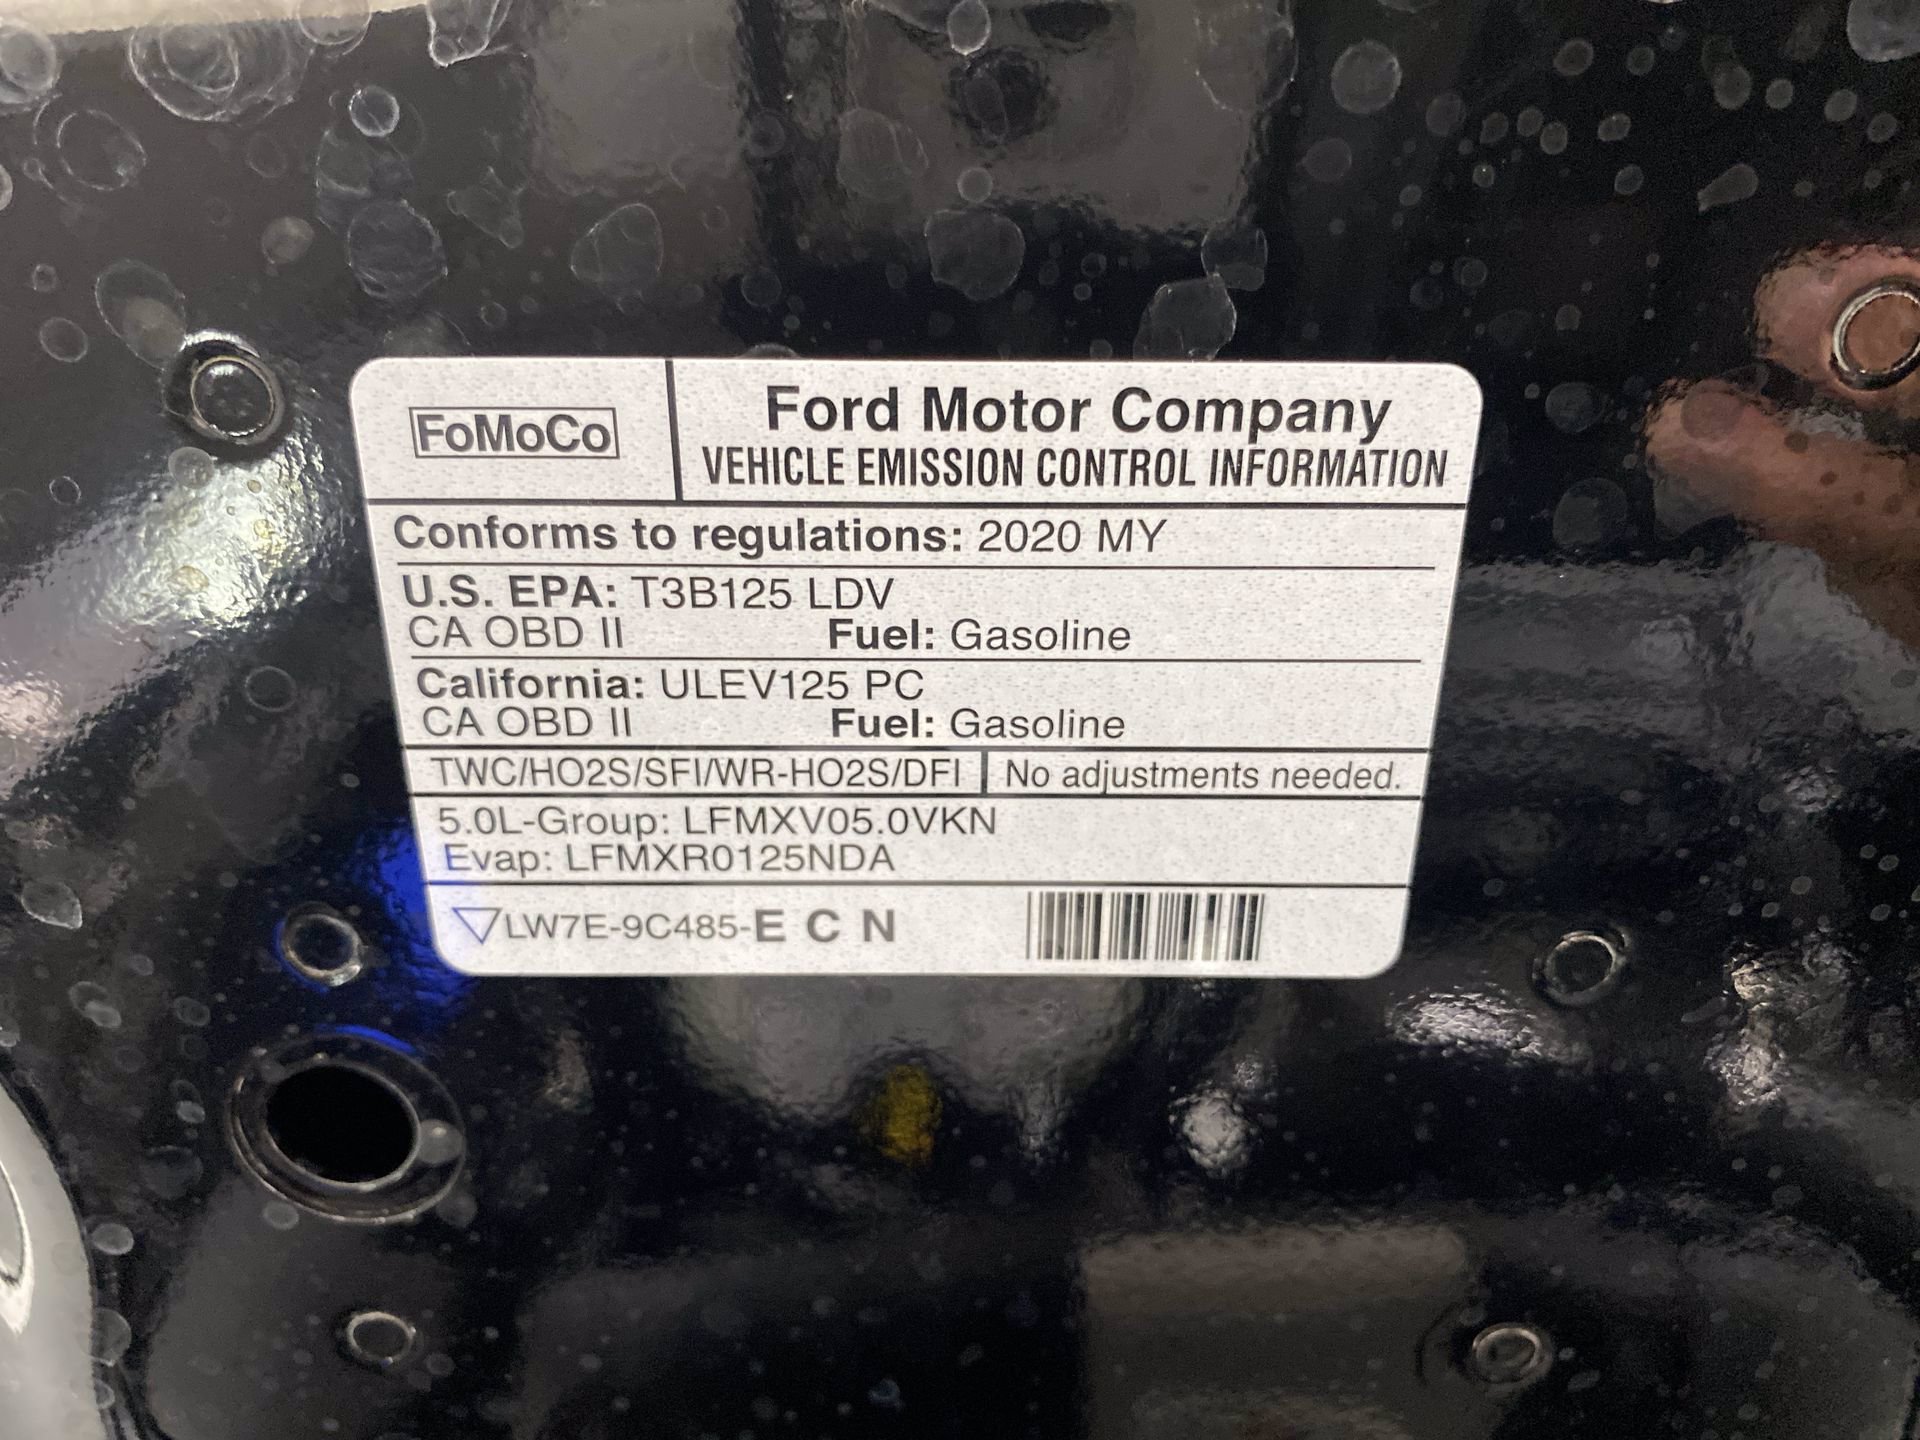 FoMoCo
Ford Motor Company
VEHICLE EMISSION CONTROL INFORMATION
Conforms to regulations: 2020 MY
U.S. EPA: T3B125 LDV
CA OBD II Fuel: Gasoline
California: ULEV125 PC
CA OBD II Fuel: Gasoline
TWC/HO2S/SFI/WR-HO2S/DFI No adjustments needed.
5.0L-Group: LFMXV05.0VKN
Evap: LFMXR0125NDA
▽LW7E-9C485-E C N